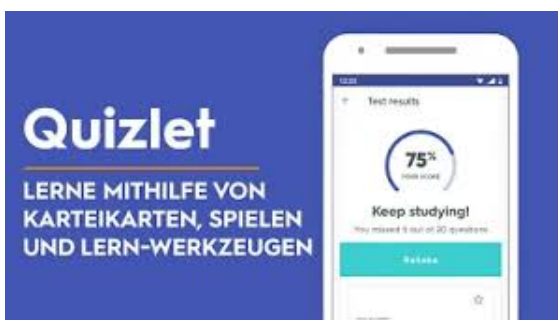 Quizlet
LERNE MITHILFE VON
KARTEIKARTEN, SPIELEN
UND LERN-WERKZEUGEN
Test results
75%
YOUR SCORE
Keep studying!
You missed 5 out of 20 questions
Retake